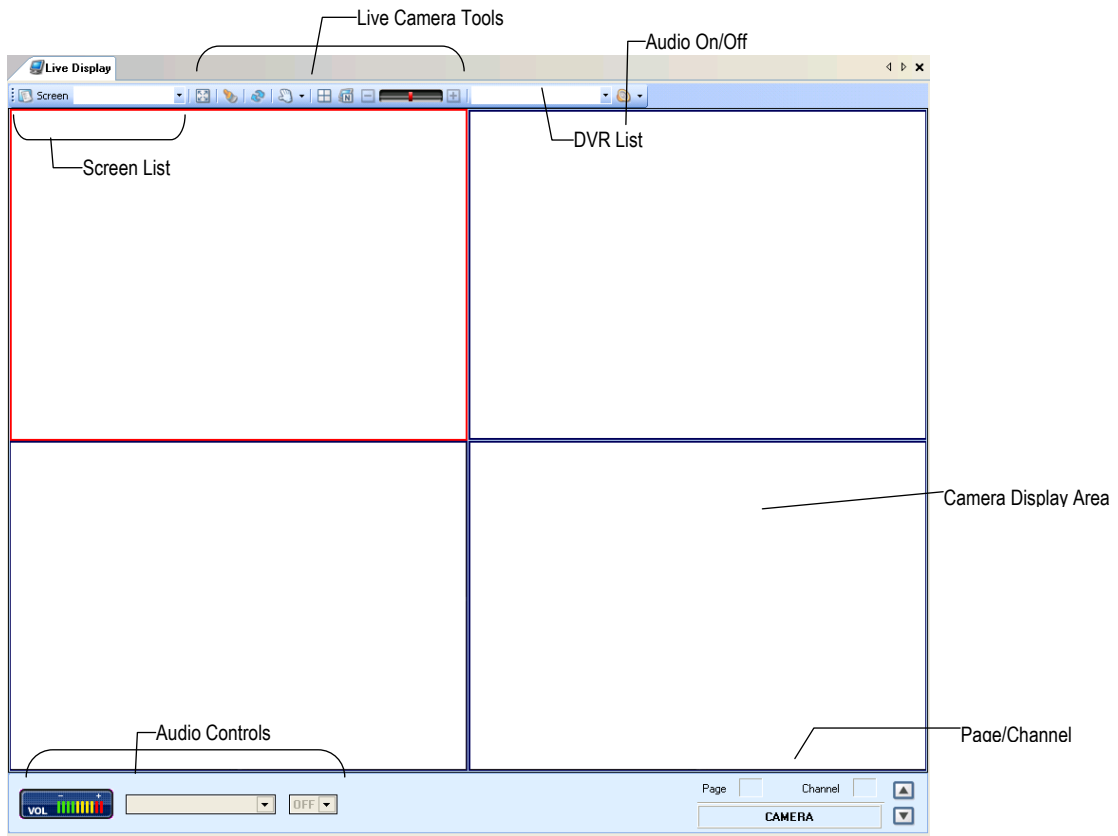 Live Camera Tools
Audio On/Off
Live Display
Screen
N
DVR List
Screen List
Camera Display Area
Audio Controls
Page/Channel
- +
VOL
OFF
Page
Channel
CAMERA